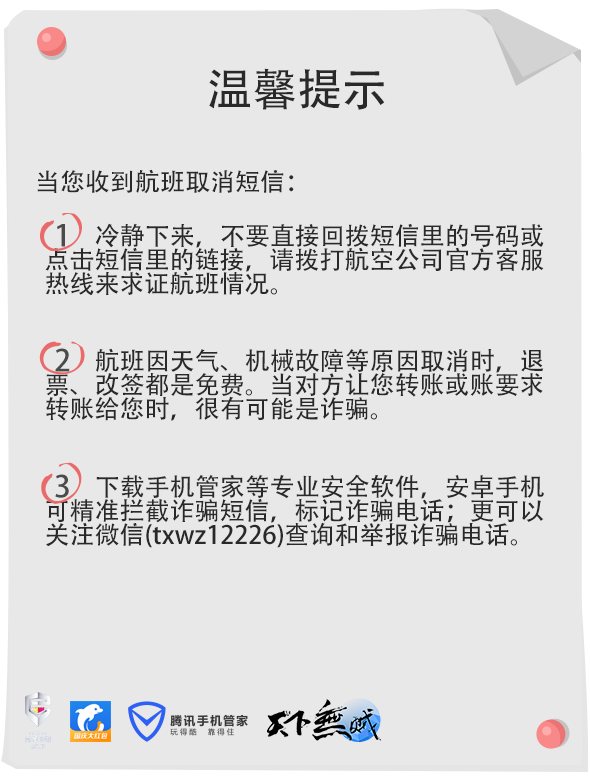 温馨提示
当您收到航班取消短信：
1 冷静下来，不要直接回拨短信里的号码或
点击短信里的链接，请拨打航空公司官方客服
热线来求证航班情况。
2 航班因天气、机械故障等原因取消时，退
票、改签都是免费。当对方让您转账或账要求
转账给您时，很有可能是诈骗。
3 下载手机管家等专业安全软件，安卓手机
可精准拦截诈骗短信，标记诈骗电话；更可以
关注微信(txwz12226)查询和举报诈骗电话。
国庆大红包
腾讯手机管家
玩得酷 靠得住
天下無贼